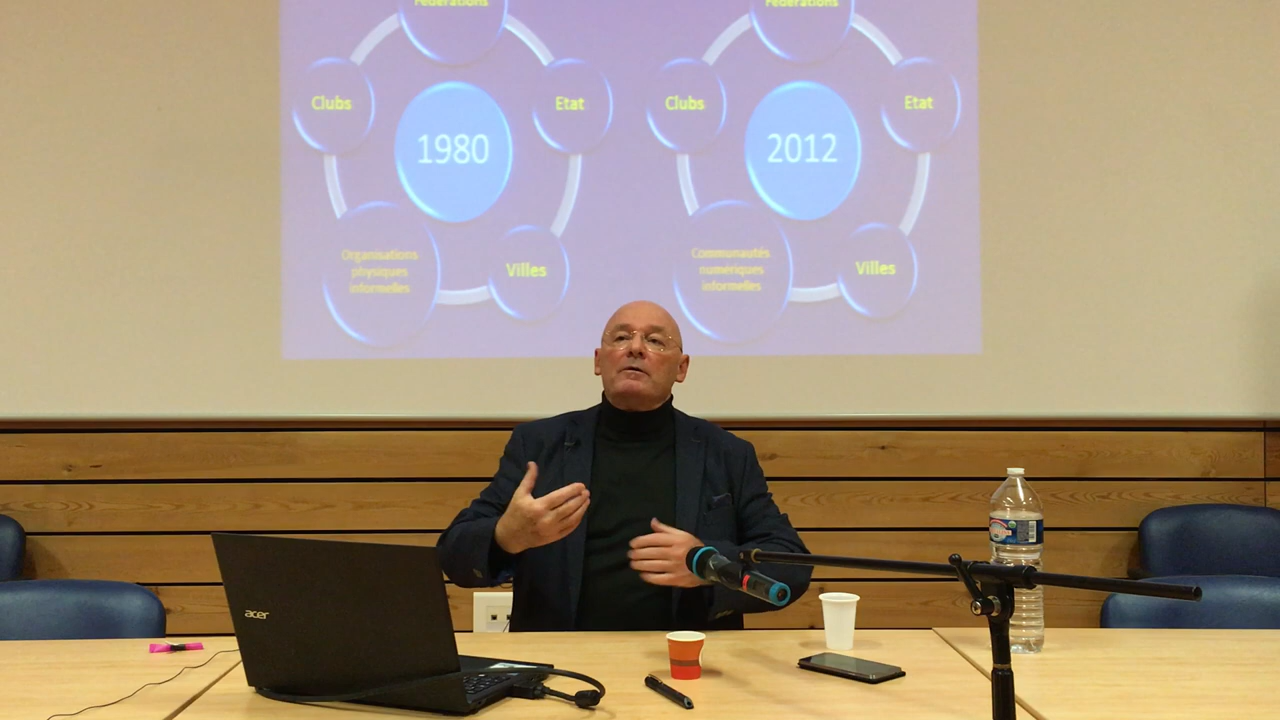 Fédérations
Clubs
Etat
1980
Organisations
physiques
informelles
Villes
Fédérations
Clubs
Etat
2012
Communautés
numériques
informelles
Villes
acer